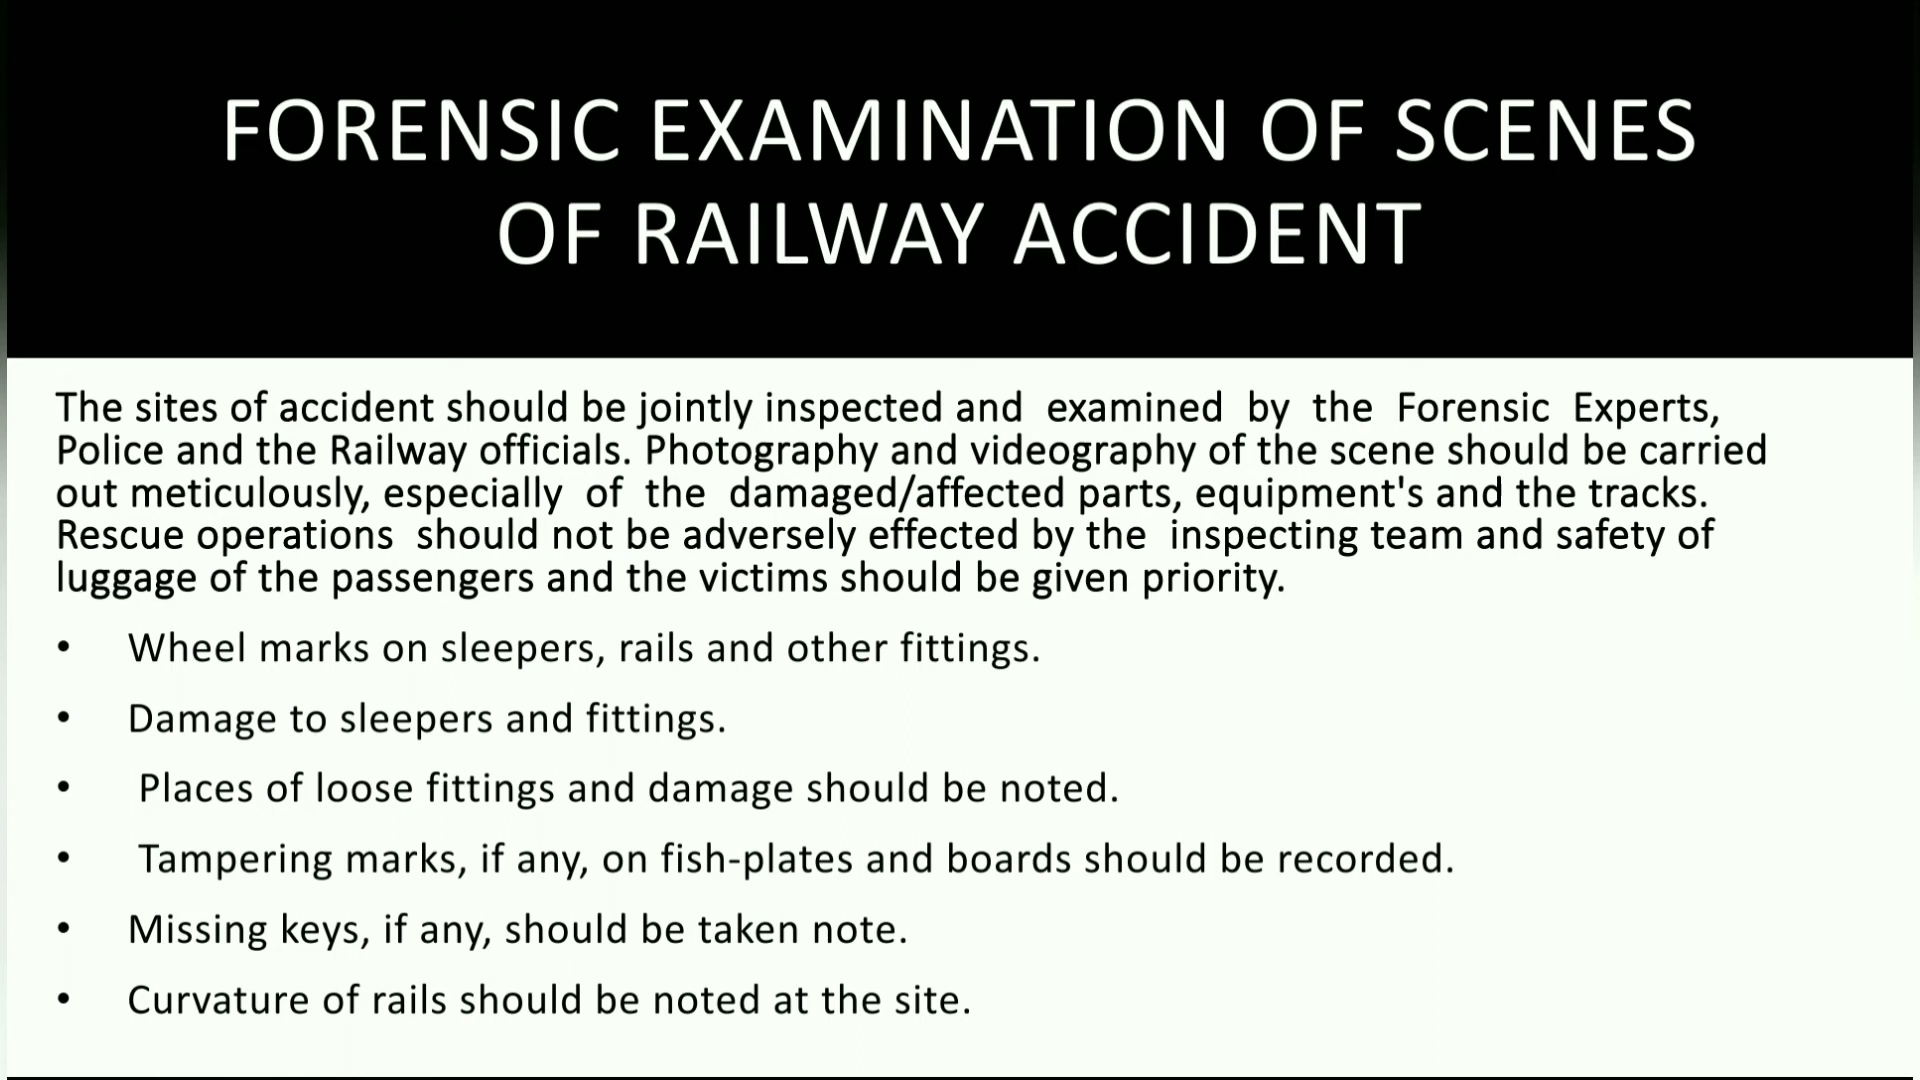 FORENSIC EXAMINATION OF SCENES
OF RAILWAY ACCIDENT
The sites of accident should be jointly inspected and examined by the Forensic Experts,
Police and the Railway officials. Photography and videography of the scene should be carried
out meticulously, especially of the damaged/affected parts, equipment's and the tracks.
Rescue operations should not be adversely effected by the inspecting team and safety of
luggage of the passengers and the victims should be given priority.
• Wheel marks on sleepers, rails and other fittings.
• Damage to sleepers and fittings.
• Places of loose fittings and damage should be noted.
• Tampering marks, if any, on fish-plates and boards should be recorded.
• Missing keys, if any, should be taken note.
• Curvature of rails should be noted at the site.